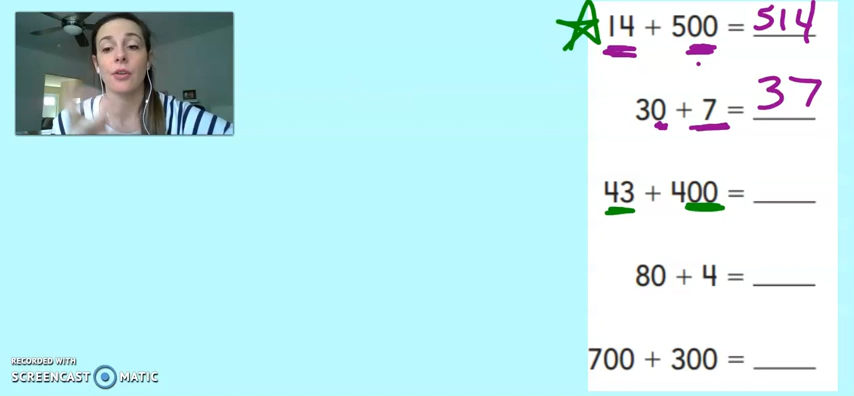 14 + 500 = 514
30 + 7 = 37
43 + 400 = ____
80 + 4 = ____
700 + 300 = ____
RECORDED WITH
SCREENCAST MATIC